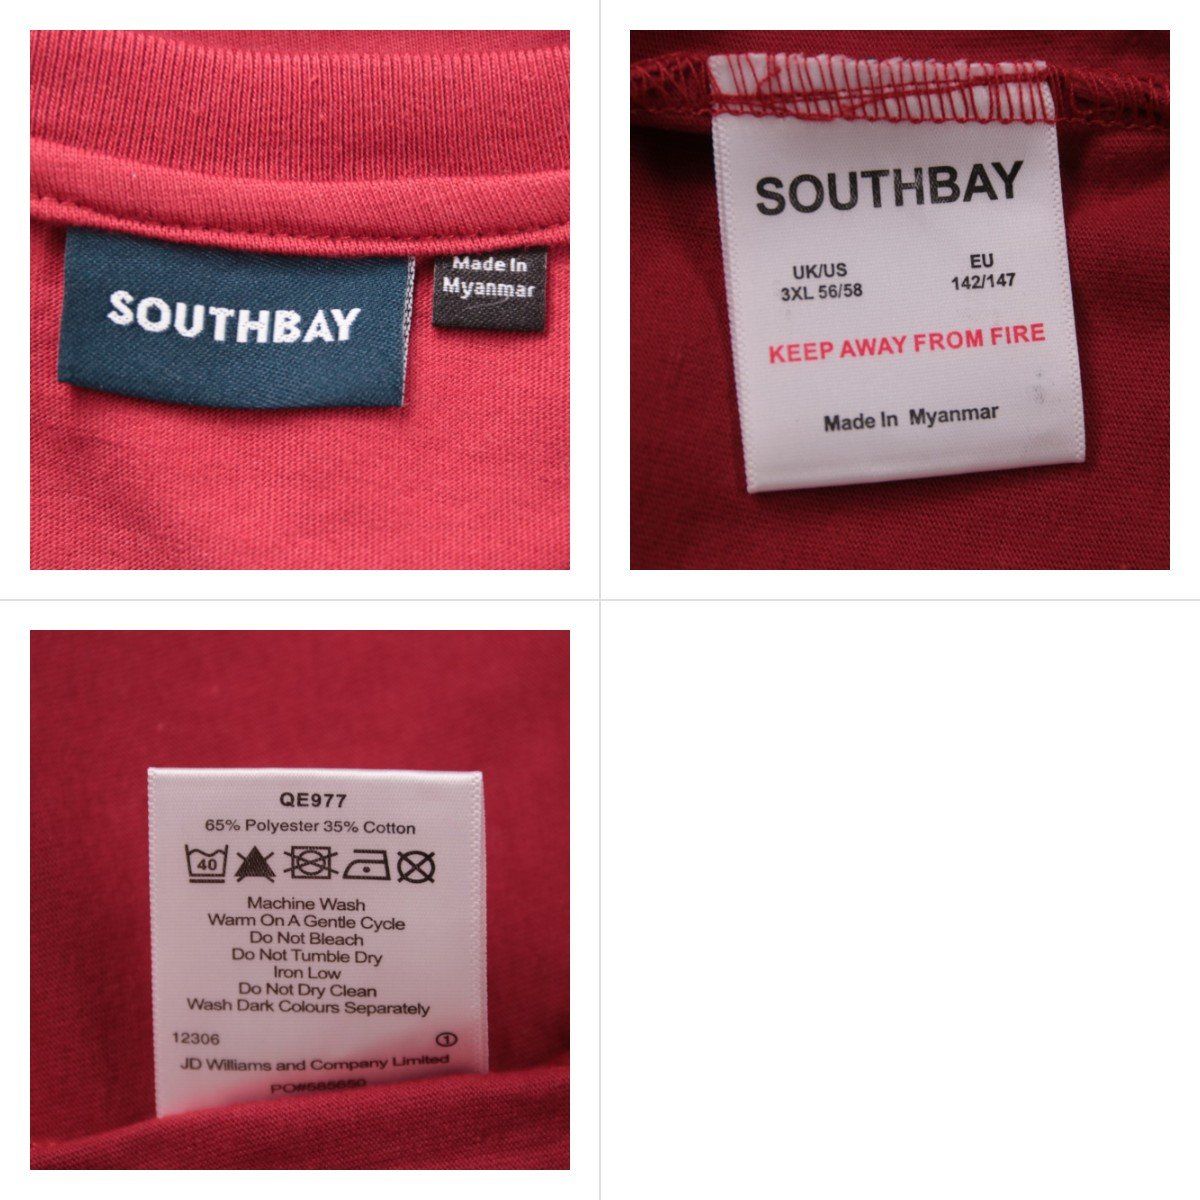 SOUTHBAY
Made In
Myanmar
SOUTHBAY
UK/US
3XL 56/58
EU
142/147
KEEP AWAY FROM FIRE
Made In Myanmar
QE977
65% Polyester 35% Cotton
40
Machine Wash
Warm On A Gentle Cycle
Do Not Bleach
Do Not Tumble Dry
Iron Low
Do Not Dry Clean
Wash Dark Colours Separately
12306 1
JD Williams and Company Limited
PO#585650